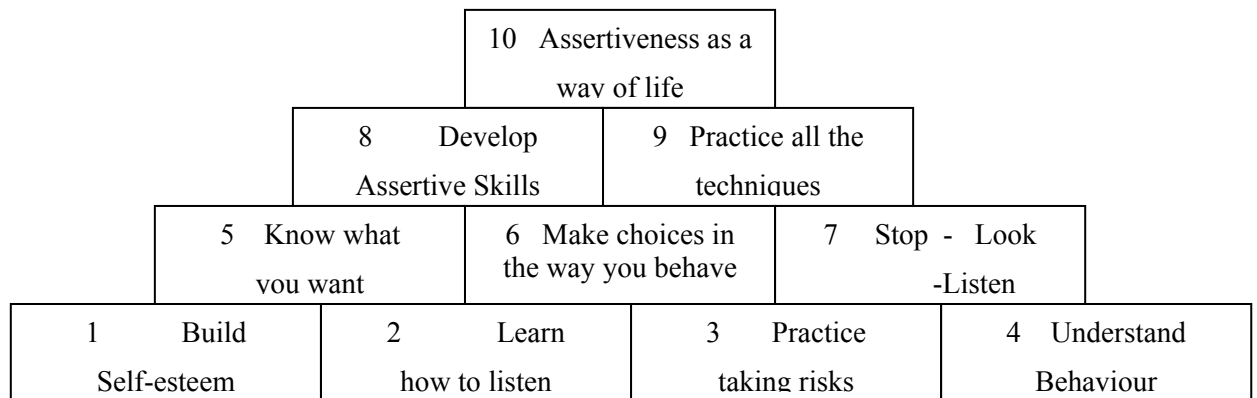 10 Assertiveness as a
way of life
8 Develop
Assertive Skills
9 Practice all the
techniques
5 Know what
you want
6 Make choices in
the way you behave
7 Stop - Look
-Listen
1 Build
Self-esteem
2 Learn
how to listen
3 Practice
taking risks
4 Understand
Behaviour